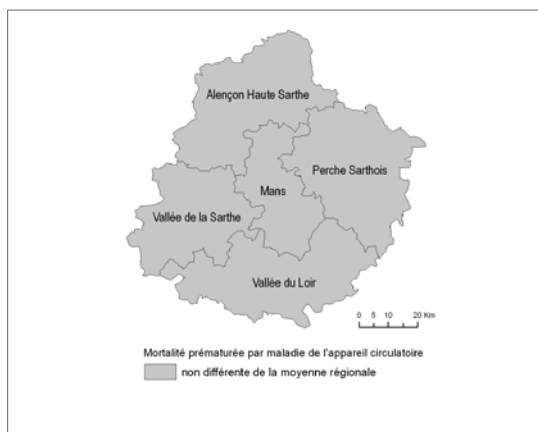 Alençon Haute Sarthe
Perche Sarthois
Mans
Vallée de la Sarthe
Vallée du Loir
0 5 10 20 Km
Mortalité prématurée par maladie de l'appareil circulatoire
non différente de la moyenne régionale